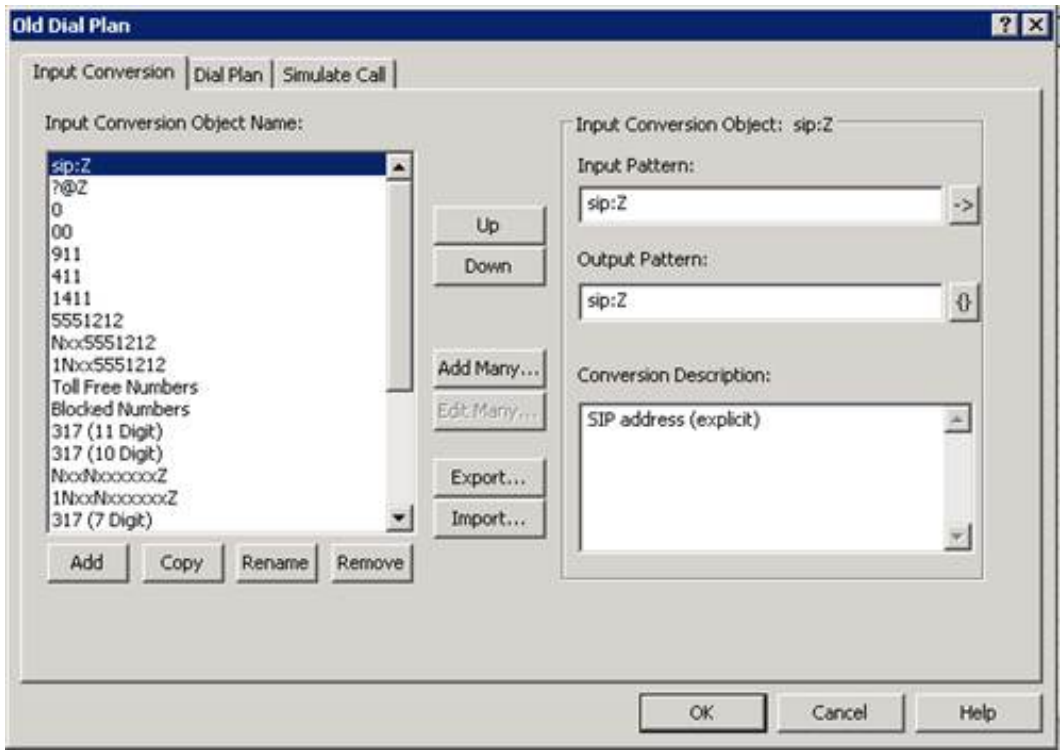 Old Dial Plan
? X
Input Conversion Dial Plan Simulate Call
Input Conversion Object Name:
sip:Z
?@Z
0
00
911
411
1411
5551212
Nxx5551212
1Nxx5551212
Toll Free Numbers
Blocked Numbers
317 (11 Digit)
317 (10 Digit)
NxxNxxxxxxZ
1NxxNxxxxxxZ
317 (7 Digit)
Add Copy Rename Remove
Up
Down
Add Many...
Edit Many...
Export...
Import...
Input Conversion Object: sip:Z
Input Pattern:
sip:Z ->
Output Pattern:
sip:Z {}
Conversion Description:
SIP address (explicit)
OK Cancel Help